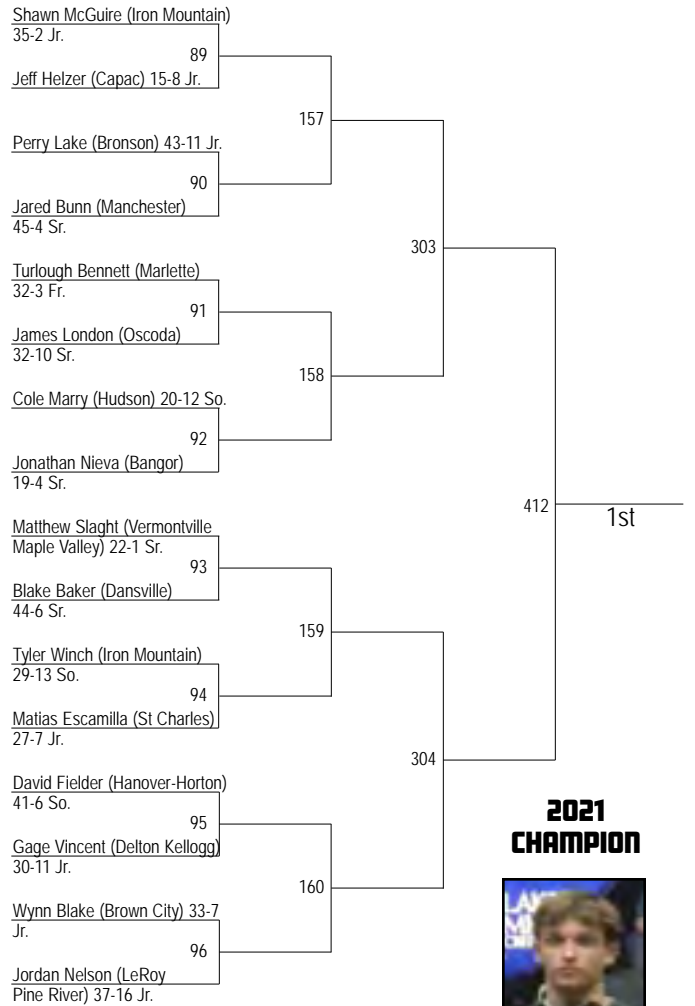 Shawn McGuire (Iron Mountain)
35-2 Jr.
89
Jeff Helzer (Capac) 15-8 Jr.
157
Perry Lake (Bronson) 43-11 Jr.
90
Jared Bunn (Manchester)
45-4 Sr.
303
Turlough Bennett (Marlette)
32-3 Fr.
91
James London (Oscoda)
32-10 Sr.
158
Cole Marry (Hudson) 20-12 So.
92
Jonathan Nieva (Bangor)
19-4 Sr.
412
1st
Matthew Slaght (Vermontville
Maple Valley) 22-1 Sr.
93
Blake Baker (Dansville)
44-6 Sr.
159
Tyler Winch (Iron Mountain)
29-13 So.
94
Matias Escamilla (St Charles)
27-7 Jr.
304
David Fielder (Hanover-Horton)
41-6 So.
95
Gage Vincent (Delton Kellogg)
30-11 Jr.
160
Wynn Blake (Brown City) 33-7
Jr.
96
Jordan Nelson (LeRoy
Pine River) 37-16 Jr.
2021
CHAMPION